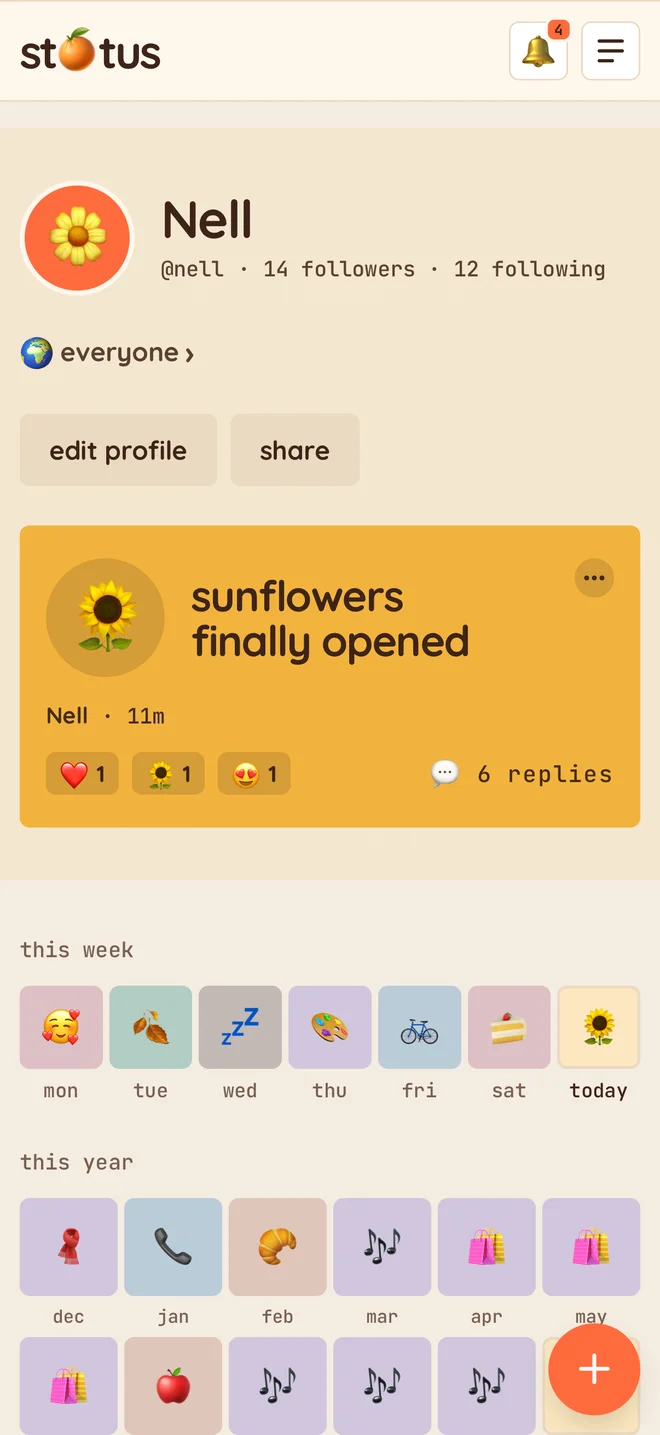 st🍊tus
4
Nell
@nell · 14 followers · 12 following
everyone ›
edit profile
share
sunflowers
finally opened
Nell · 11m
1
1
1
6 replies
this week
mon
tue
wed
thu
fri
sat
today
this year
dec
jan
feb
mar
apr
may